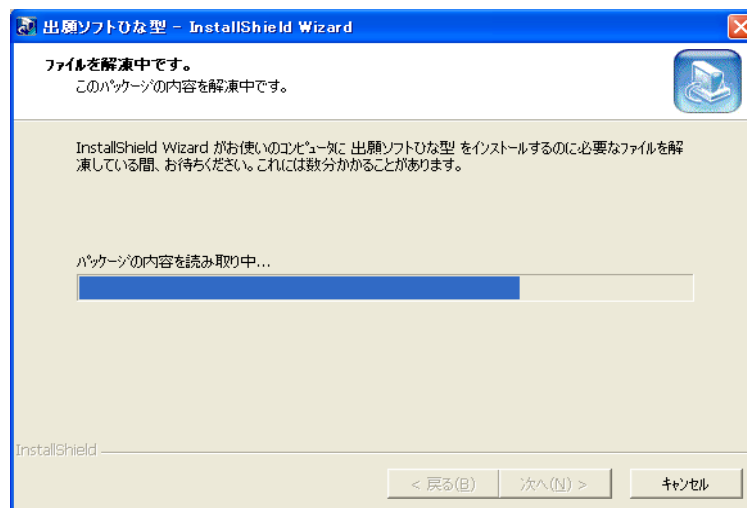 出願ソフトひな型 - InstallShield Wizard
ファイルを解凍中です。
このパッケージの内容を解凍中です。
InstallShield Wizard がお使いのコンピュータに 出願ソフトひな型 をインストールするのに必要なファイルを解
凍している間、お待ちください。これには数分かかることがあります。
パッケージの内容を読み取り中...
InstallShield
< 戻る(B)
次へ(N) >
キャンセル